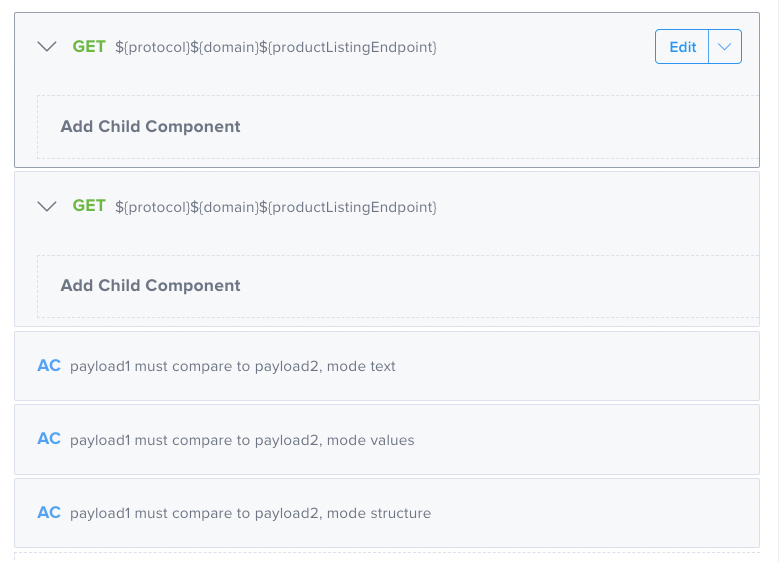 GET ${protocol}${domain}${productListingEndpoint} Edit
Add Child Component
GET ${protocol}${domain}${productListingEndpoint}
Add Child Component
AC payload1 must compare to payload2, mode text
AC payload1 must compare to payload2, mode values
AC payload1 must compare to payload2, mode structure